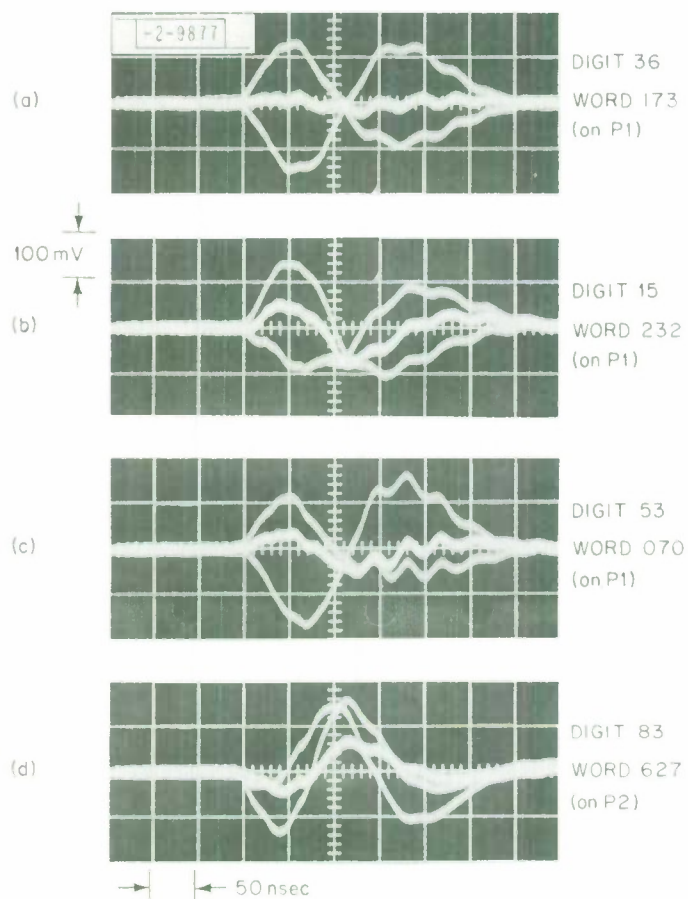 -2-9877
(a)
DIGIT 36
WORD 173
(on P1)
100 mV
(b)
DIGIT 15
WORD 232
(on P1)
(c)
DIGIT 53
WORD 070
(on P1)
(d)
DIGIT 83
WORD 627
(on P2)
50 nsec